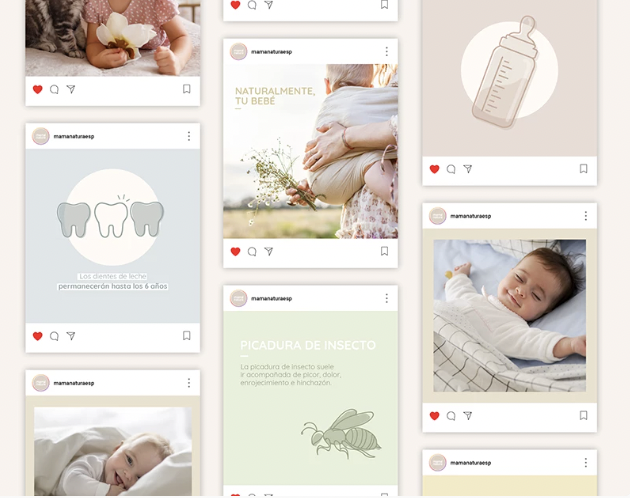 mamanaturaesp
NATURALMENTE,
TU BEBÉ
mamanaturaesp
Los dientes de leche
permanecerán hasta los 6 años
mamanaturaesp
mamanaturaesp
PICADURA DE INSECTO
La picadura de insecto suele
ir acompañada de picor, dolor,
enrojecimiento e hinchazón.
mamanaturaesp
mamanaturaesp